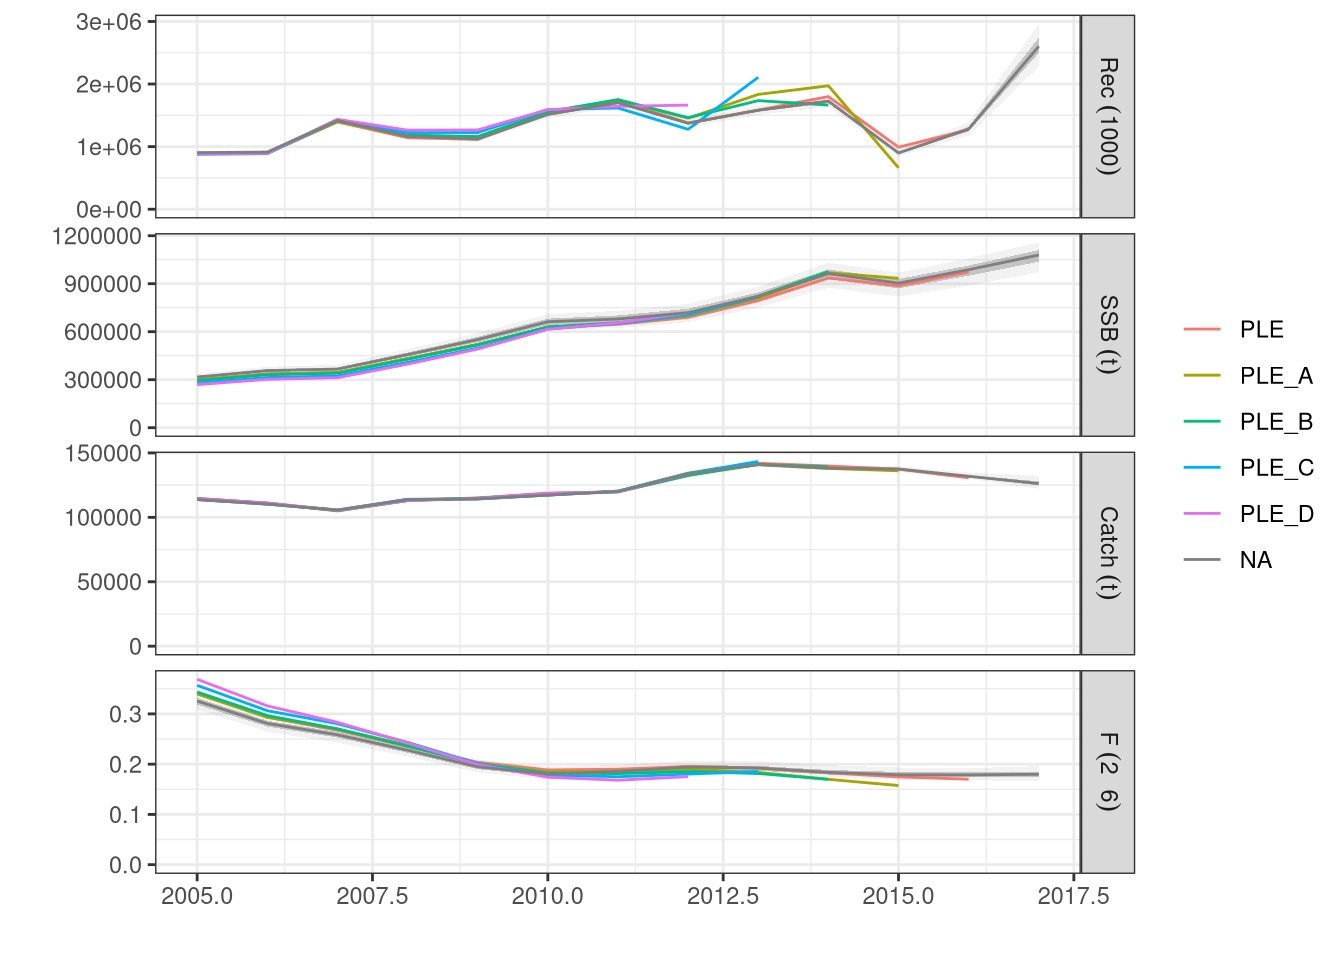 3e+06
2e+06
1e+06
0e+00
Rec (1000)
1200000
900000
600000
300000
0
SSB (t)
150000
100000
50000
0
Catch (t)
0.3
0.2
0.1
0.0
F (2 6)
2005.0 2007.5 2010.0 2012.5 2015.0 2017.5
PLE
PLE_A
PLE_B
PLE_C
PLE_D
NA